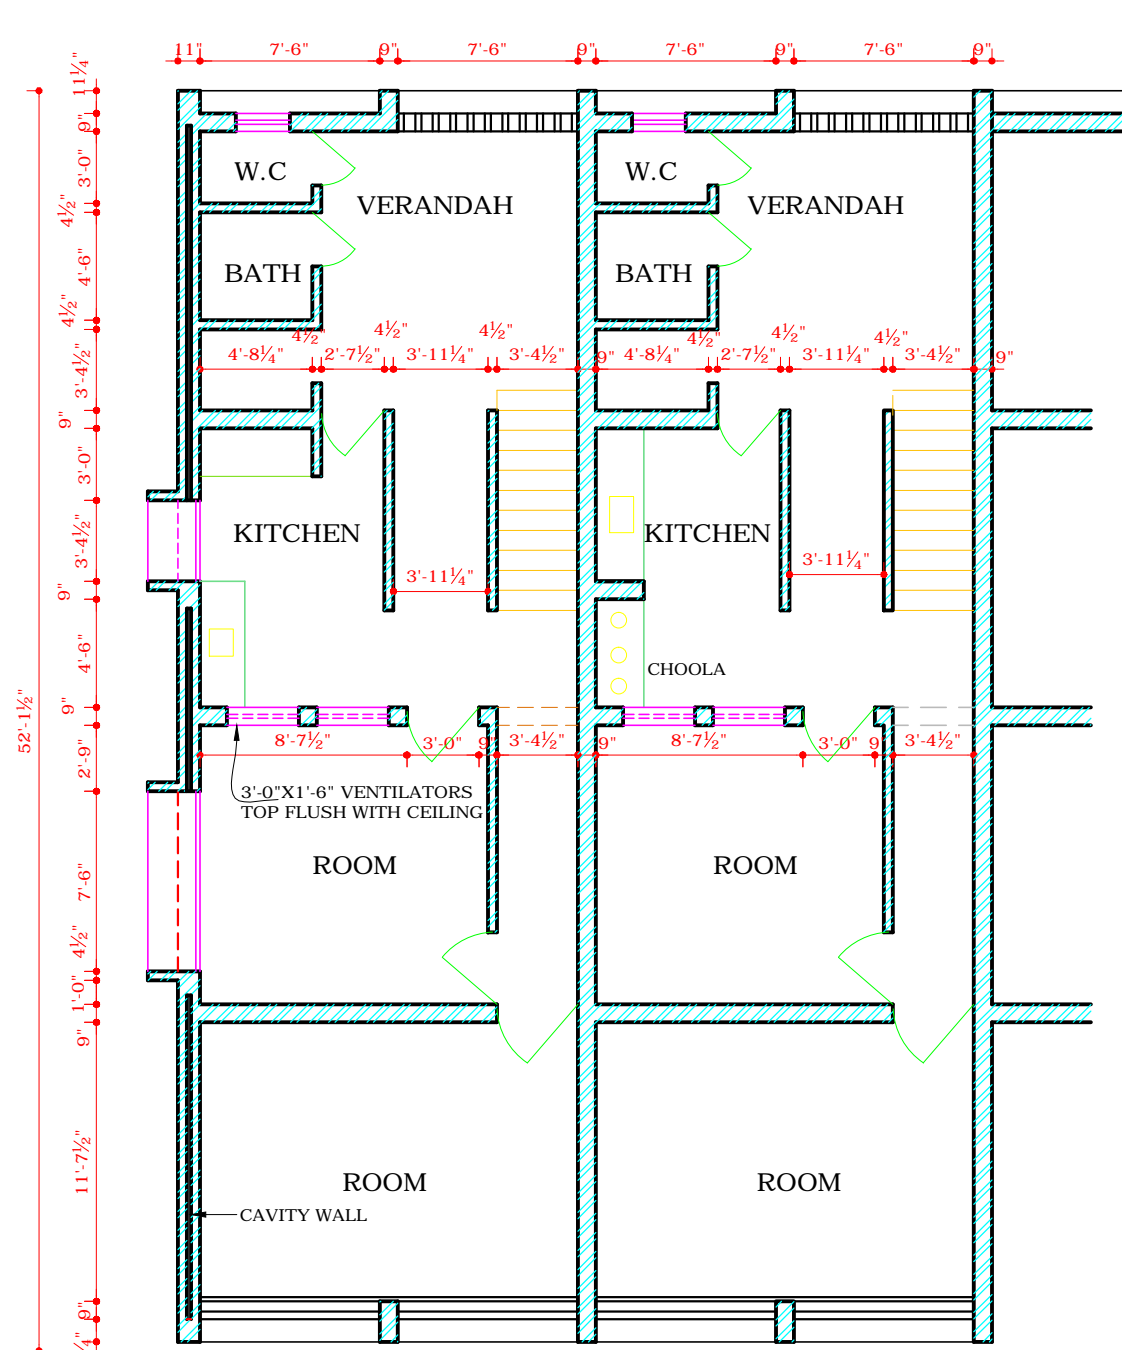 11" 7'-6" 9" 7'-6" 9" 7'-6" 9" 7'-6" 9"
11¼"
9"
3'-0"
4½"
4'-6"
4½"
3'-4½"
9"
3'-0"
3'-4½"
9"
4'-6"
9"
2'-9"
7'-6"
4½"
1'-0"
9"
11'-7½"
9"
52'-1½"
W.C W.C
VERANDAH VERANDAH
BATH BATH
4½" 4½" 4½" 4½" 4½" 4½"
4'-8¼" 2'-7½" 3'-11¼" 3'-4½" 9" 4'-8¼" 2'-7½" 3'-11¼" 3'-4½" 9"
KITCHEN KITCHEN
3'-11¼" 3'-11¼"
CHOOLA
8'-7½" 3'-0" 9" 3'-4½" 9" 8'-7½" 3'-0" 9" 3'-4½"
3'-0"X1'-6" VENTILATORS
TOP FLUSH WITH CEILING
ROOM ROOM
ROOM ROOM
CAVITY WALL